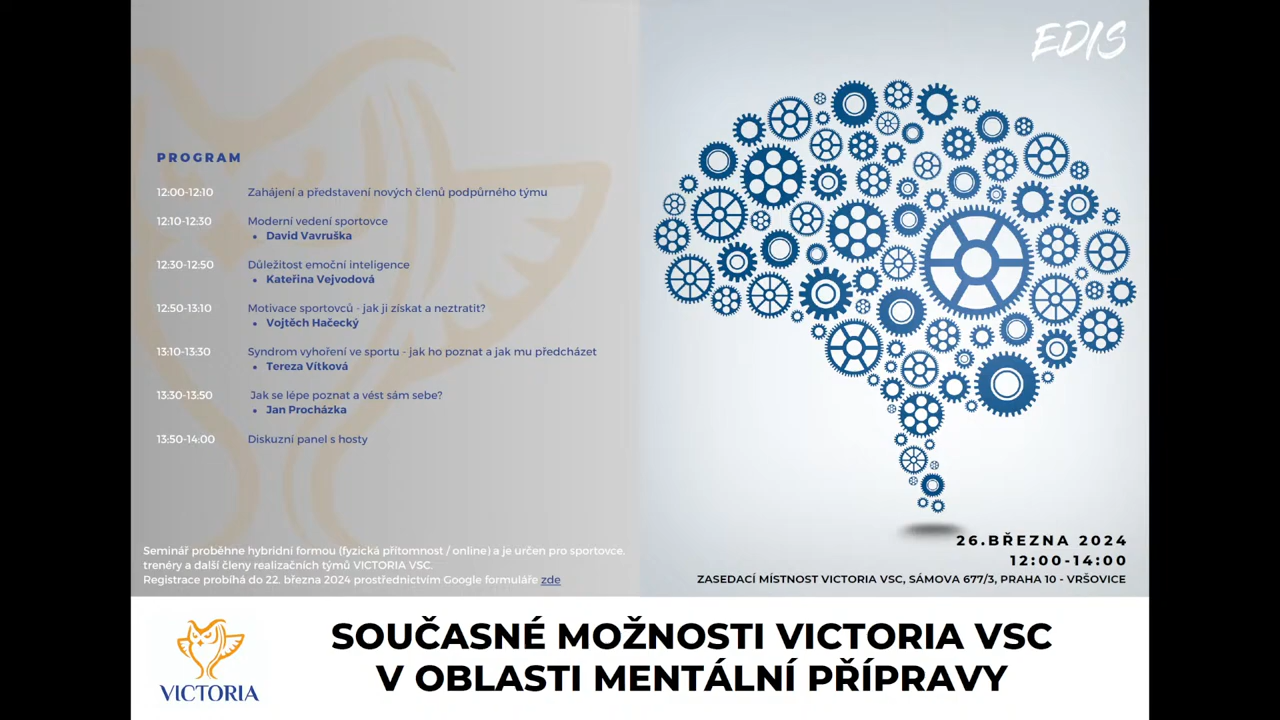 PROGRAM
12:00-12:10 Zahájení a představení nových členů podpůrného týmu
12:10-12:30 Moderní vedení sportovce
• David Vavruška
12:30-12:50 Důležitost emoční inteligence
• Kateřina Vejvodová
12:50-13:10 Motivace sportovců - jak ji získat a neztratit?
• Vojtěch Hačecký
13:10-13:30 Syndrom vyhoření ve sportu - jak ho poznat a jak mu předcházet
• Tereza Vítková
13:30-13:50 Jak se lépe poznat a vést sám sebe?
• Jan Procházka
13:50-14:00 Diskuzní panel s hosty
Seminář proběhne hybridní formou (fyzická přítomnost / online) a je určen pro sportovce,
trenéry a další členy realizačních týmů VICTORIA VSC.
Registrace probíhá do 22. března 2024 prostřednictvím Google formuláře zde
EDIS
26.BŘEZNA 2024
12:00-14:00
ZASEDACÍ MÍSTNOST VICTORIA VSC, SÁMOVA 677/3, PRAHA 10 - VRŠOVICE
VICTORIA
SOUČASNÉ MOŽNOSTI VICTORIA VSC
V OBLASTI MENTÁLNÍ PŘÍPRAVY